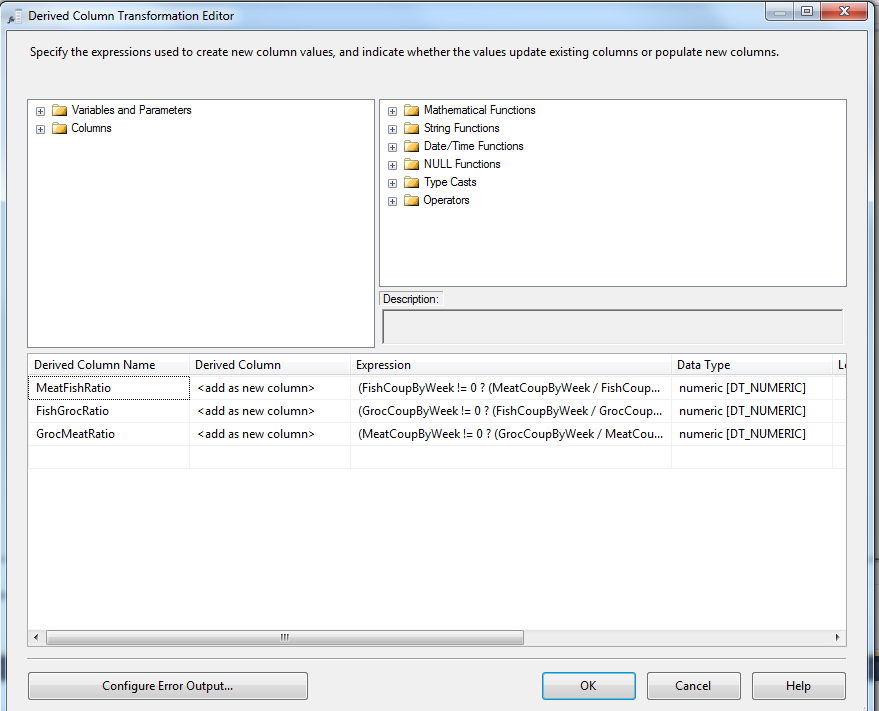 Derived Column Transformation Editor
Specify the expressions used to create new column values, and indicate whether the values update existing columns or populate new columns.
Variables and Parameters
Columns
Mathematical Functions
String Functions
Date/Time Functions
NULL Functions
Type Casts
Operators
Description:
Derived Column Name Derived Column Expression Data Type
MeatFishRatio <add as new column> (FishCoupByWeek != 0 ? (MeatCoupByWeek / FishCoup... numeric [DT_NUMERIC]
FishGrocRatio <add as new column> (GrocCoupByWeek != 0 ? (FishCoupByWeek / GrocCoup... numeric [DT_NUMERIC]
GrocMeatRatio <add as new column> (MeatCoupByWeek != 0 ? (GrocCoupByWeek / MeatCou... numeric [DT_NUMERIC]
Configure Error Output... OK Cancel Help